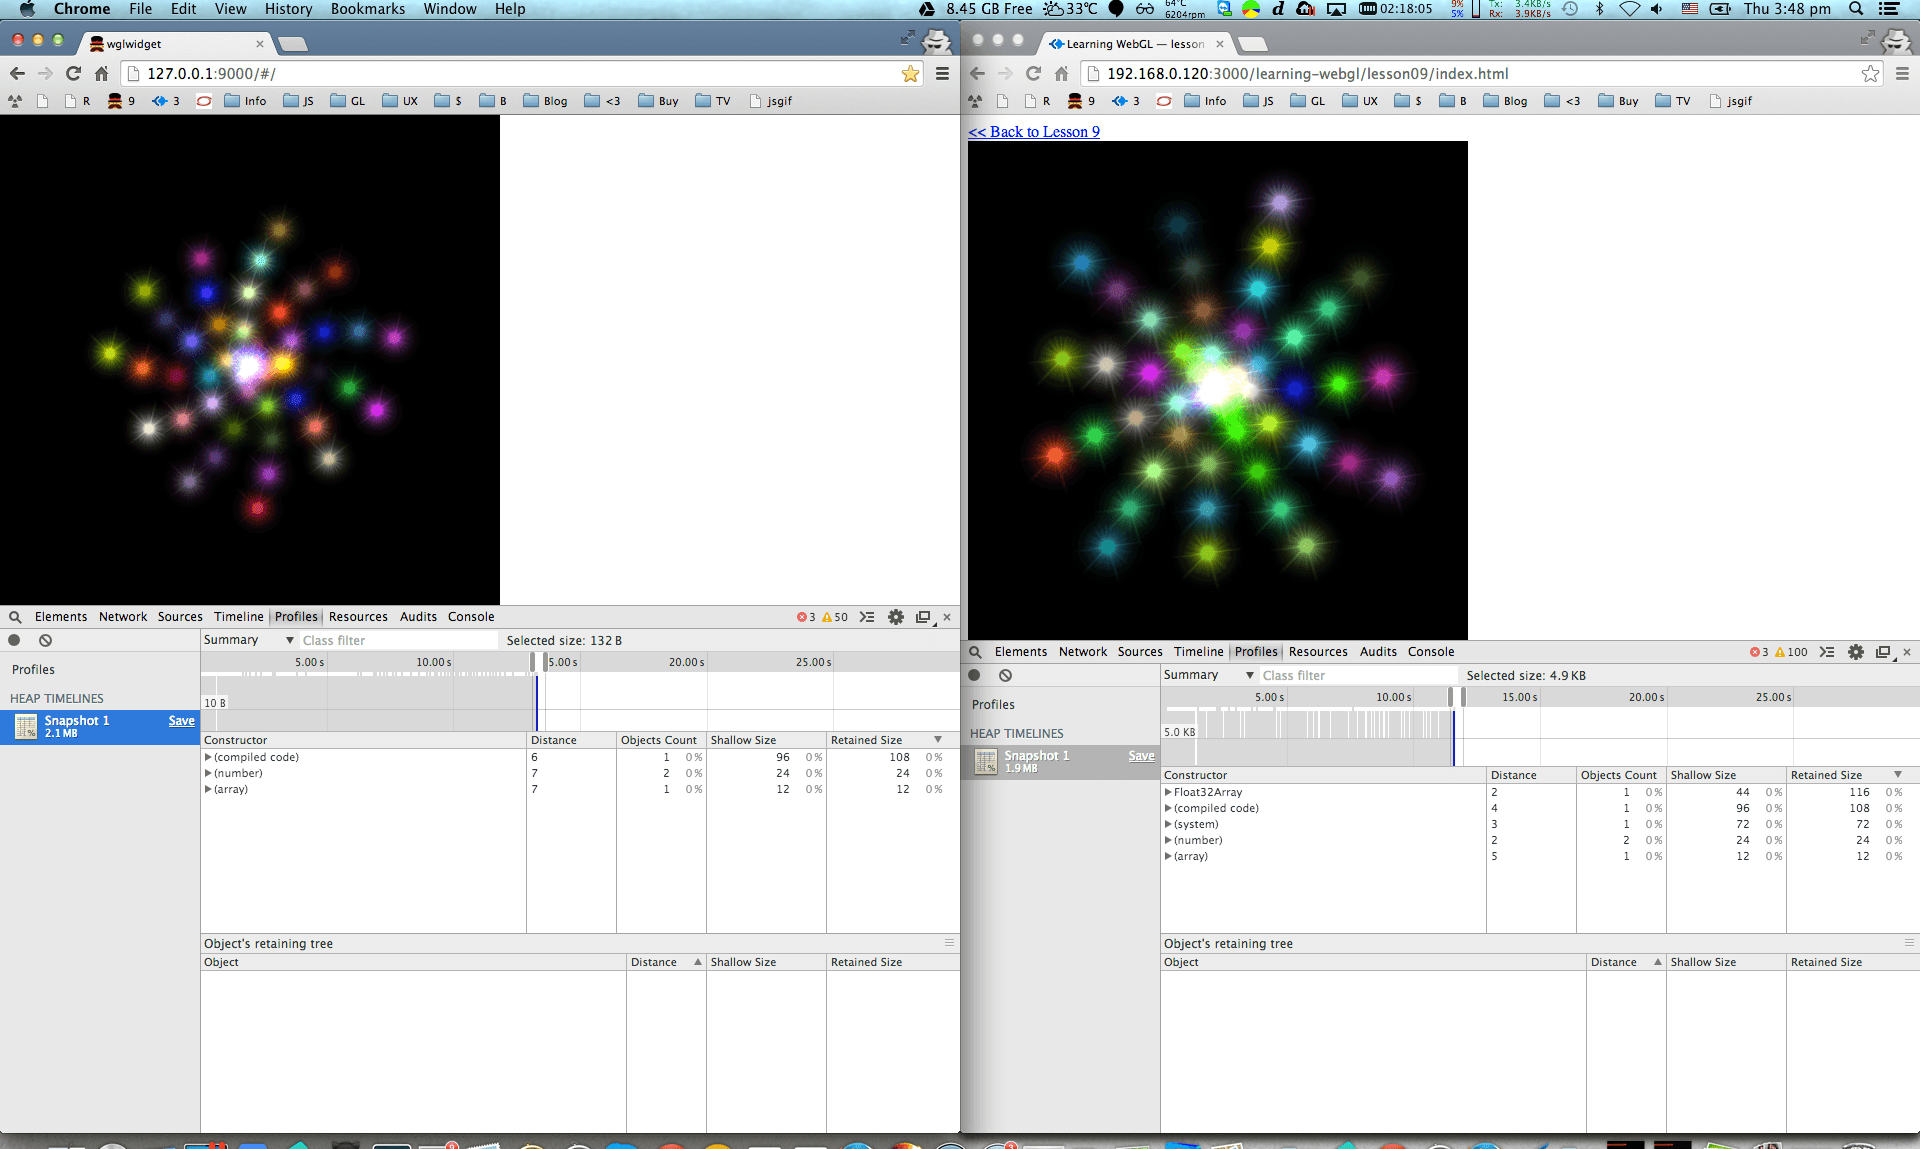 Chrome File Edit View History Bookmarks Window Help 8.45 GB Free 33°C 64°C 6204rpm 02:18:05 9% 5% Tx: 3.4KB/s Rx: 3.9KB/s Thu 3:48 pm
wglwidget
127.0.0.1:9000/#/
R 9 3 Info JS GL UX $ B Blog <3 Buy TV jsgif
Elements Network Sources Timeline Profiles Resources Audits Console 3 50
Summary Class filter Selected size: 132 B
Profiles
5.00 s 10.00 s 5.00 s 20.00 s 25.00 s
HEAP TIMELINES
10 B
Snapshot 1 Save
2.1 MB
Constructor Distance Objects Count Shallow Size Retained Size
(compiled code) 6 1 0 % 96 0 % 108 0 %
(number) 7 2 0 % 24 0 % 24 0 %
(array) 7 1 0 % 12 0 % 12 0 %
Object's retaining tree
Object Distance Shallow Size Retained Size
Learning WebGL — lesson
192.168.0.120:3000/learning-webgl/lesson09/index.html
R 9 3 Info JS GL UX $ B Blog <3 Buy TV jsgif
<< Back to Lesson 9
Elements Network Sources Timeline Profiles Resources Audits Console 3 100
Summary Class filter Selected size: 4.9 KB
Profiles
5.00 s 10.00 s 15.00 s 20.00 s 25.00 s
HEAP TIMELINES
5.0 KB
Snapshot 1 Save
1.9 MB
Constructor Distance Objects Count Shallow Size Retained Size
Float32Array 2 1 0 % 44 0 % 116 0 %
(compiled code) 4 1 0 % 96 0 % 108 0 %
(system) 3 1 0 % 72 0 % 72 0 %
(number) 2 2 0 % 24 0 % 24 0 %
(array) 5 1 0 % 12 0 % 12 0 %
Object's retaining tree
Object Distance Shallow Size Retained Size